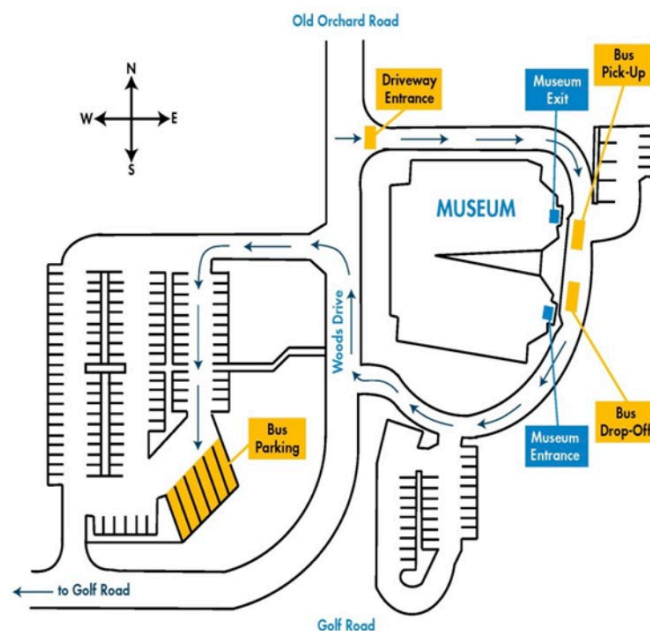 Old Orchard Road
Bus
Pick-Up
Driveway
Entrance
Museum
Exit
N
W
E
S
MUSEUM
Woods Drive
Bus
Parking
Museum
Entrance
Bus
Drop-Off
to Golf Road
Golf Road